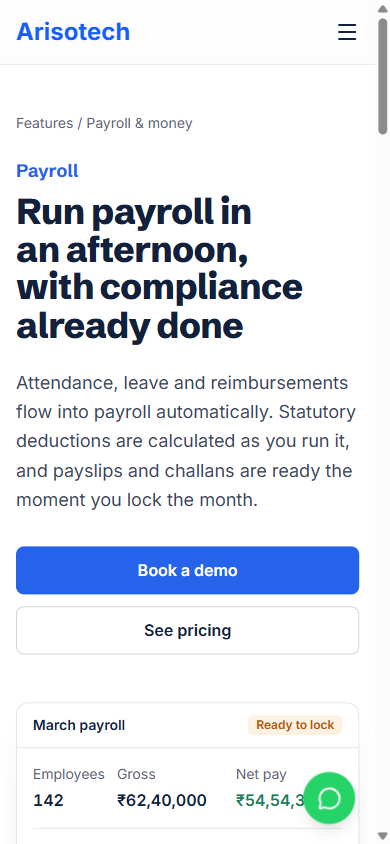 Arisotech
Features / Payroll & money
Payroll
Run payroll in
an afternoon,
with compliance
already done
Attendance, leave and reimbursements
flow into payroll automatically. Statutory
deductions are calculated as you run it,
and payslips and challans are ready the
moment you lock the month.
Book a demo
See pricing
March payroll
Ready to lock
Employees Gross Net pay
142 ₹62,40,000 ₹54,54,3